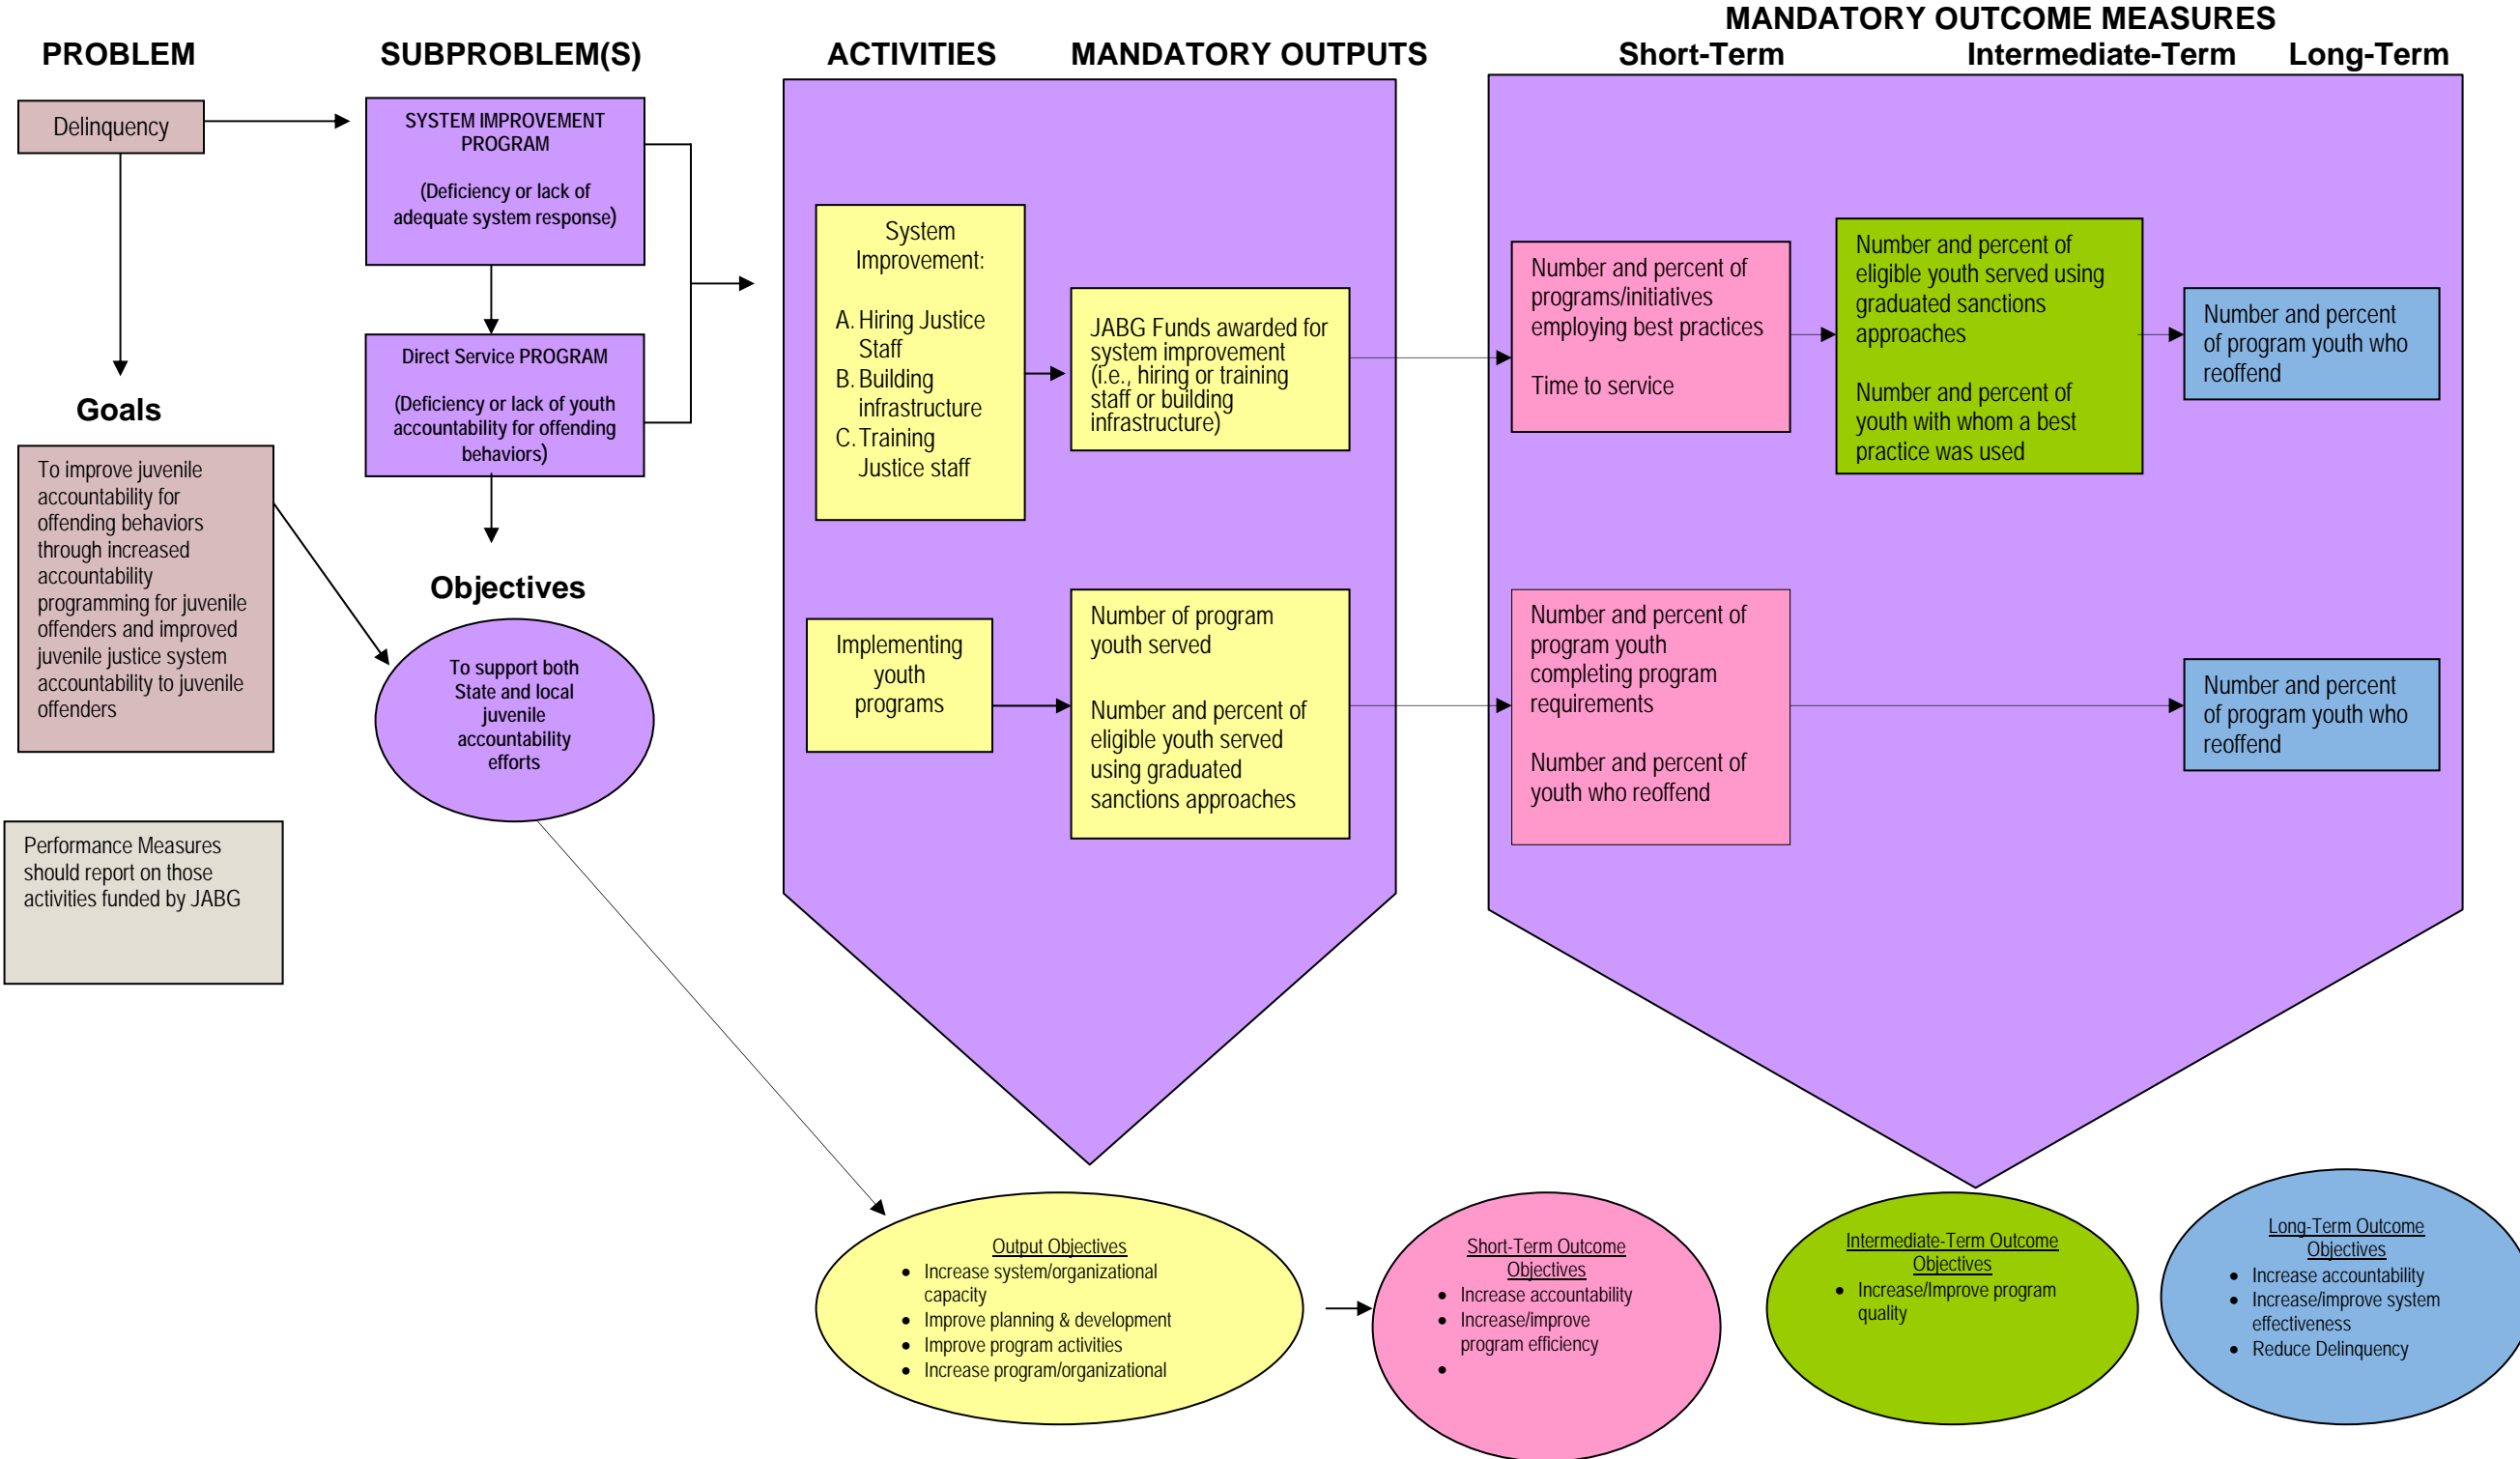 MANDATORY OUTCOME MEASURES
PROBLEM
SUBPROBLEM(S)
ACTIVITIES
MANDATORY OUTPUTS
Short-Term
Intermediate-Term
Long-Term
Delinquency
SYSTEM IMPROVEMENT
PROGRAM
(Deficiency or lack of
adequate system response)
Direct Service PROGRAM
(Deficiency or lack of youth
accountability for offending
behaviors)
Goals
To improve juvenile
accountability for
offending behaviors
through increased
accountability
programming for juvenile
offenders and improved
juvenile justice system
accountability to juvenile
offenders
Objectives
To support both
State and local
juvenile
accountability
efforts
Performance Measures
should report on those
activities funded by JABG
System
Improvement:
A. Hiring Justice
Staff
B. Building
infrastructure
C. Training
Justice staff
JABG Funds awarded for
system improvement
(i.e., hiring or training
staff or building
infrastructure)
Number and percent of
programs/initiatives
employing best practices
Time to service
Number and percent of
eligible youth served using
graduated sanctions
approaches
Number and percent of
youth with whom a best
practice was used
Number and percent
of program youth who
reoffend
Implementing
youth
programs
Number of program
youth served
Number and percent of
eligible youth served
using graduated
sanctions approaches
Number and percent of
program youth
completing program
requirements
Number and percent of
youth who reoffend
Number and percent
of program youth who
reoffend
Output Objectives
• Increase system/organizational
capacity
• Improve planning & development
• Improve program activities
• Increase program/organizational
Short-Term Outcome
Objectives
• Increase accountability
• Increase/improve
program efficiency
•
Intermediate-Term Outcome
Objectives
• Increase/Improve program
quality
Long-Term Outcome
Objectives
• Increase accountability
• Increase/improve system
effectiveness
• Reduce Delinquency